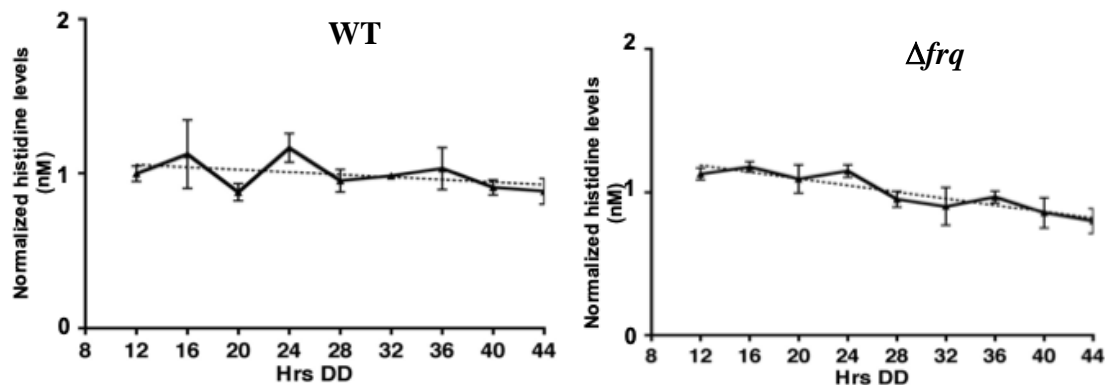 WT
2
1
0
Normalized histidine levels
(nM)
8 12 16 20 24 28 32 36 40 44
Hrs DD
Δfrq
2
1
0
Normalized histidine levels
(nM)
8 12 16 20 24 28 32 36 40 44
Hrs DD